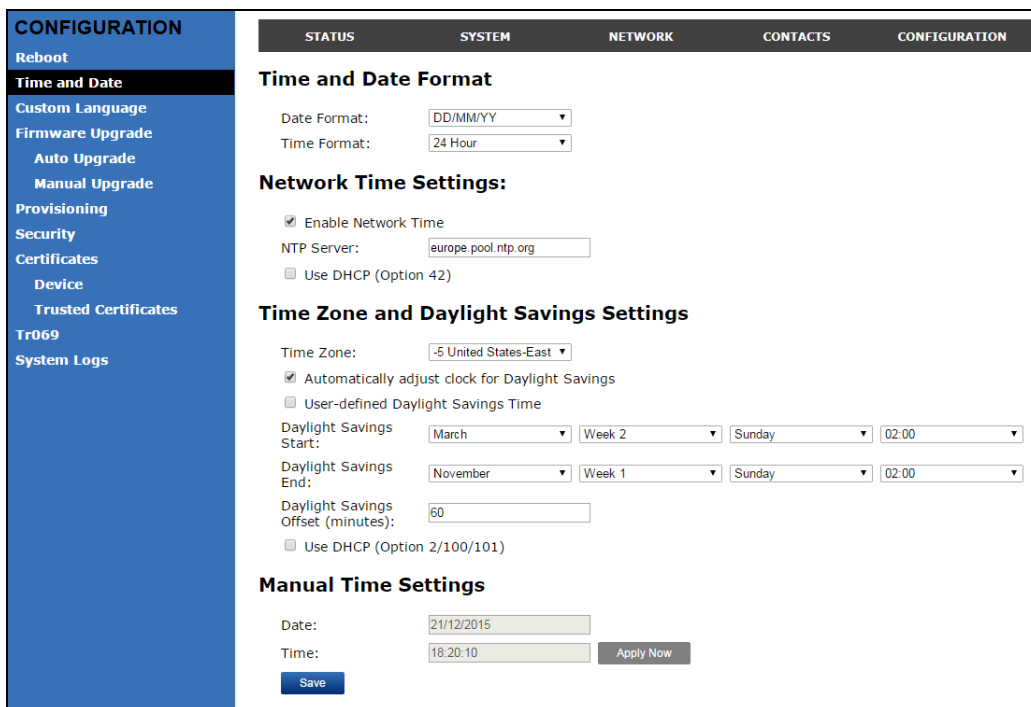 CONFIGURATION
Reboot
Time and Date
Custom Language
Firmware Upgrade
Auto Upgrade
Manual Upgrade
Provisioning
Security
Certificates
Device
Trusted Certificates
Tr069
System Logs
STATUS SYSTEM NETWORK CONTACTS CONFIGURATION
Time and Date Format
Date Format: DD/MM/YY
Time Format: 24 Hour
Network Time Settings:
Enable Network Time
NTP Server: europe.pool.ntp.org
Use DHCP (Option 42)
Time Zone and Daylight Savings Settings
Time Zone: -5 United States-East
Automatically adjust clock for Daylight Savings
User-defined Daylight Savings Time
Daylight Savings
Start: March Week 2 Sunday 02:00
Daylight Savings
End: November Week 1 Sunday 02:00
Daylight Savings
Offset (minutes): 60
Use DHCP (Option 2/100/101)
Manual Time Settings
Date: 21/12/2015
Time: 18:20:10 Apply Now
Save